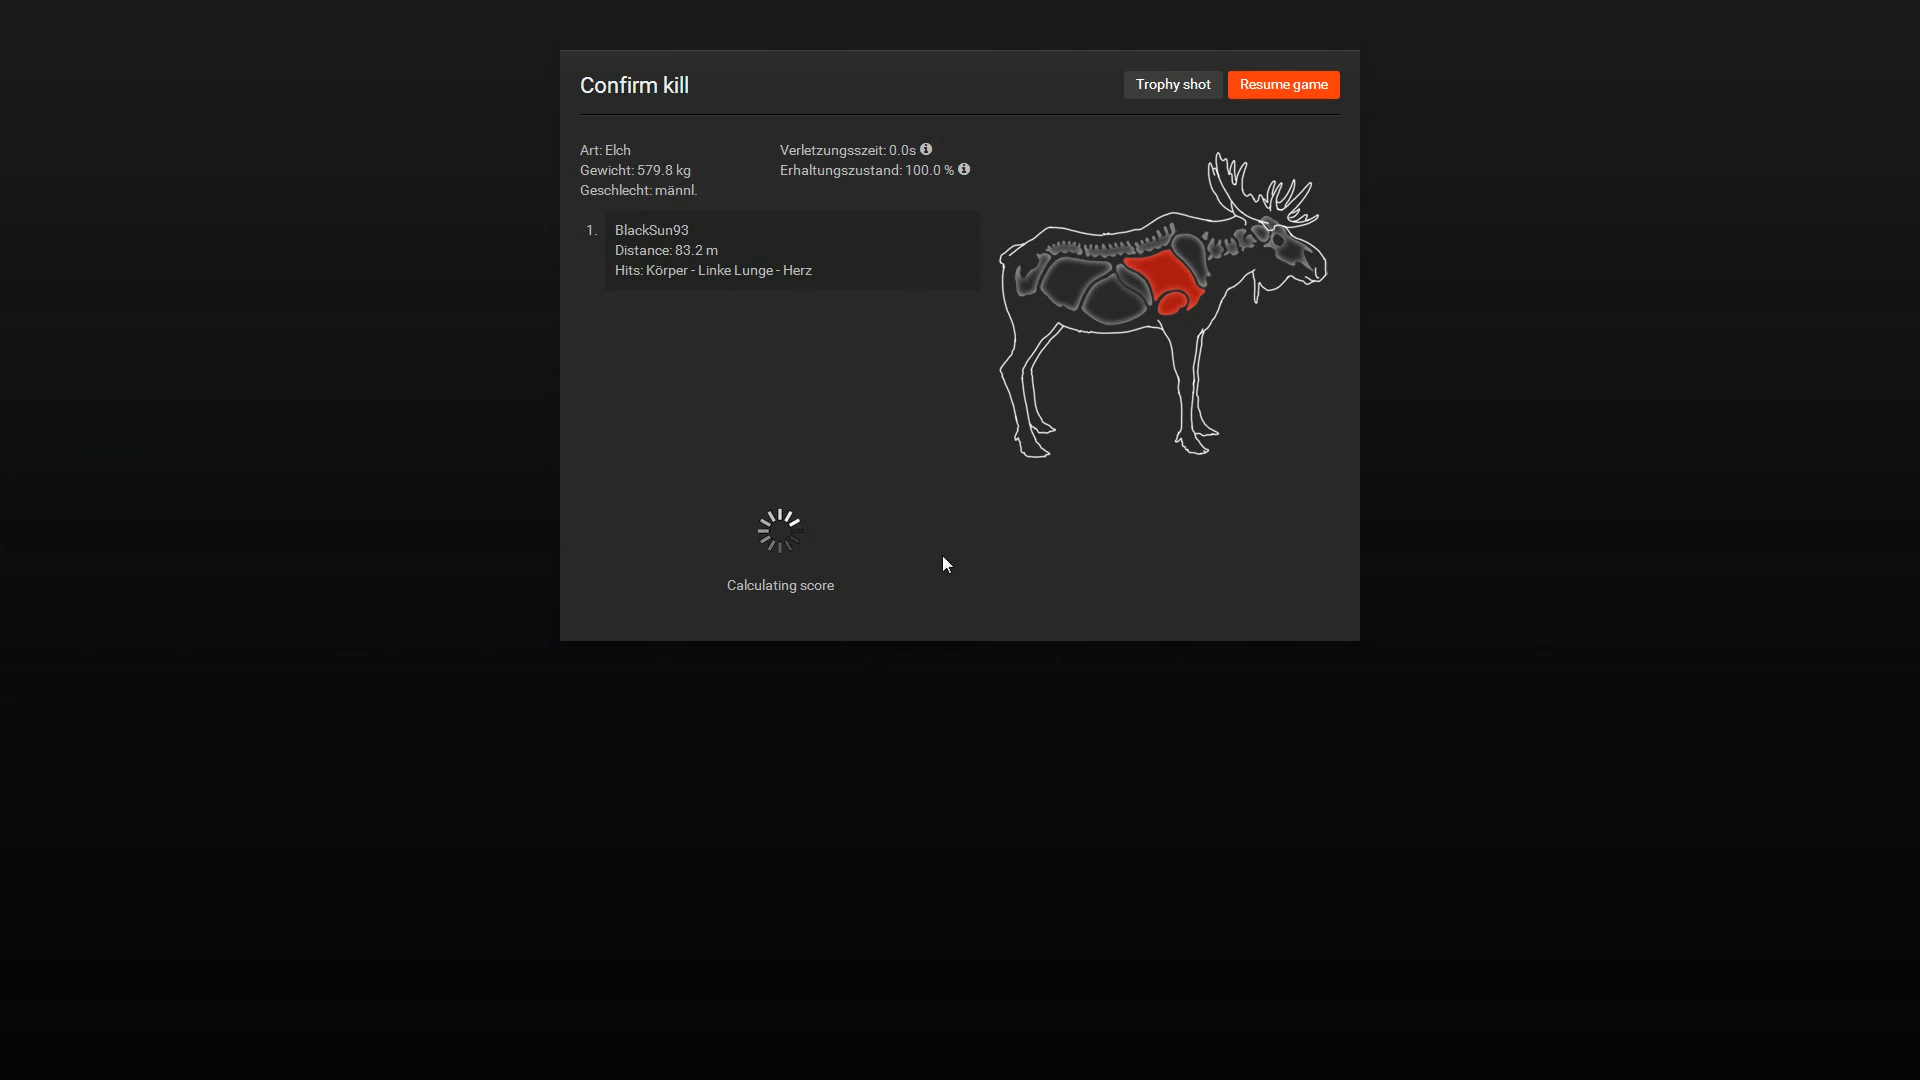 Confirm kill
Trophy shot
Resume game
Art: Elch
Gewicht: 579.8 kg
Geschlecht: männl.
Verletzungsszeit: 0.0s
Erhaltungszustand: 100.0 %
1.
BlackSun93
Distance: 83.2 m
Hits: Körper - Linke Lunge - Herz
Calculating score